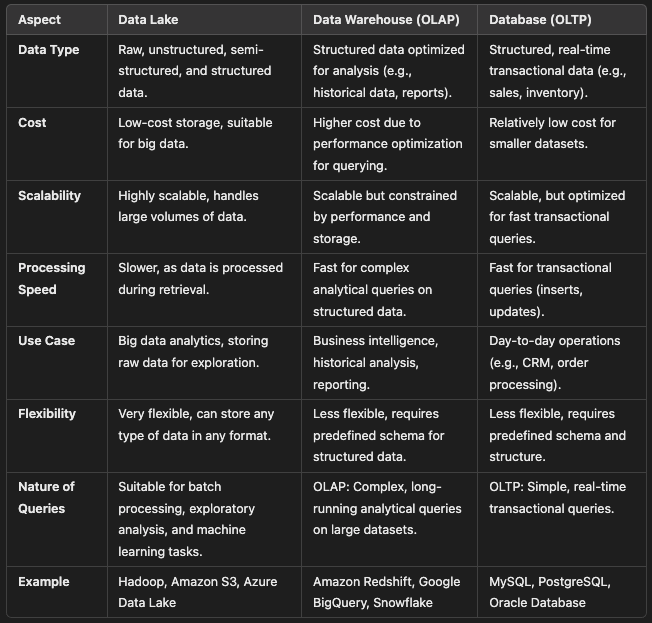 Aspect
Data Lake
Data Warehouse (OLAP)
Database (OLTP)
Data Type
Raw, unstructured, semi-
structured, and structured
data.
Structured data optimized
for analysis (e.g.,
historical data, reports).
Structured, real-time
transactional data (e.g.,
sales, inventory).
Cost
Low-cost storage, suitable
for big data.
Higher cost due to
performance optimization
for querying.
Relatively low cost for
smaller datasets.
Scalability
Highly scalable, handles
large volumes of data.
Scalable but constrained
by performance and
storage.
Scalable, but optimized
for fast transactional
queries.
Processing
Speed
Slower, as data is processed
during retrieval.
Fast for complex
analytical queries on
structured data.
Fast for transactional
queries (inserts,
updates).
Use Case
Big data analytics, storing
raw data for exploration.
Business intelligence,
historical analysis,
reporting.
Day-to-day operations
(e.g., CRM, order
processing).
Flexibility
Very flexible, can store any
type of data in any format.
Less flexible, requires
predefined schema for
structured data.
Less flexible, requires
predefined schema and
structure.
Nature of
Queries
Suitable for batch
processing, exploratory
analysis, and machine
learning tasks.
OLAP: Complex, long-
running analytical queries
on large datasets.
OLTP: Simple, real-time
transactional queries.
Example
Hadoop, Amazon S3, Azure
Data Lake
Amazon Redshift, Google
BigQuery, Snowflake
MySQL, PostgreSQL,
Oracle Database